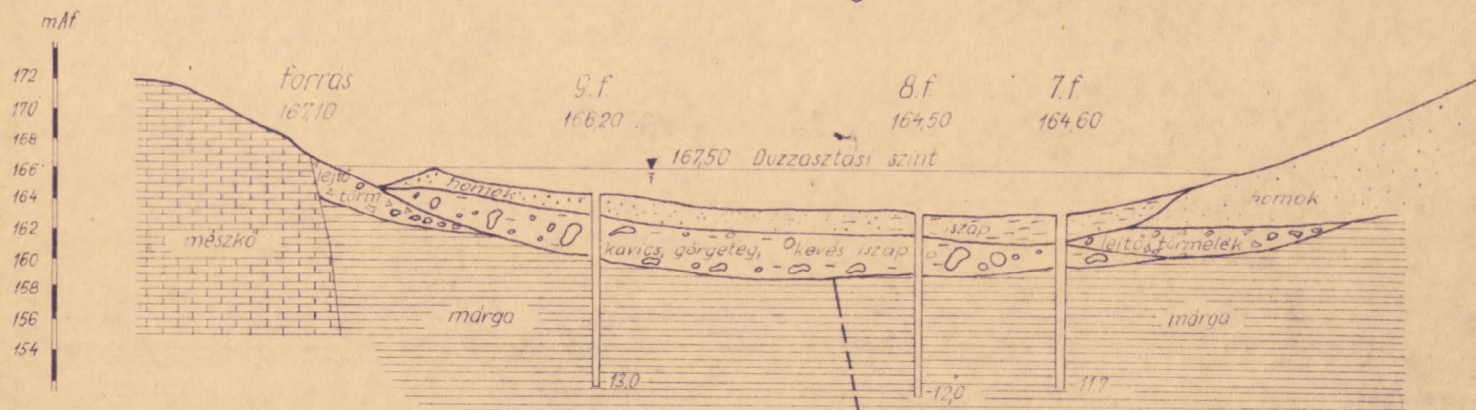 mAf.
172
170
168
166
164
162
160
158
156
154
forrás
167,10
9.f.
166,20
8.f.
164,50
7.f.
164,60
167,50 Duzzasztási szint
lejtő
törm.
homok
homok
mészkő
iszap
kavics, görgeteg, kevés iszap
lejtő törmelék
márga
márga
-13,0
-12,0
-11,7